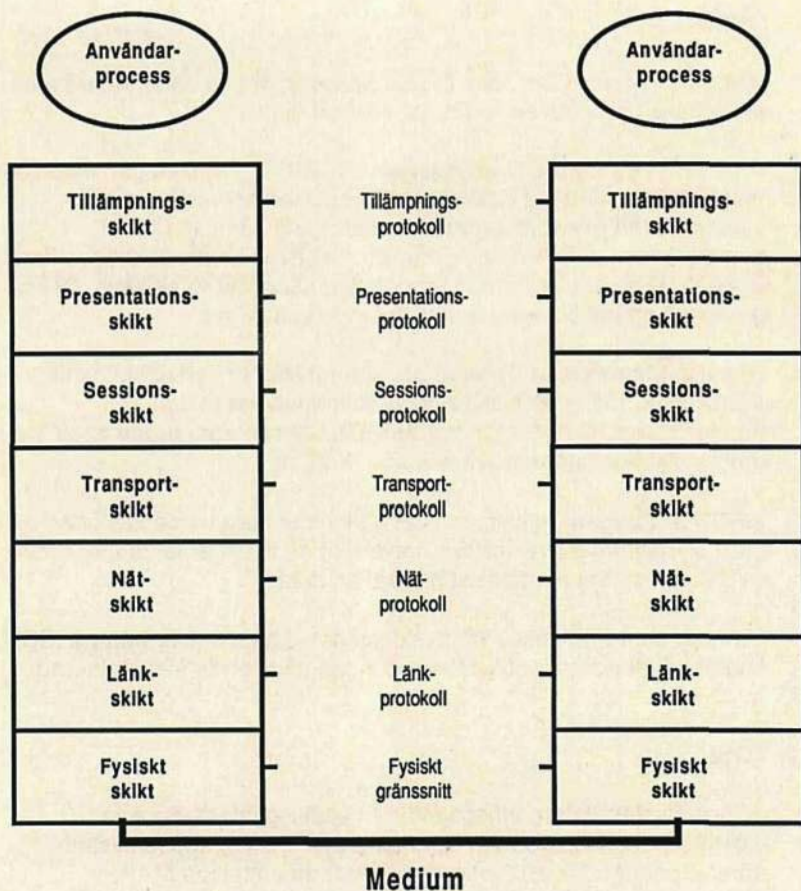 Användar-
process
Användar-
process
Tillämpnings-
skikt
Tillämpnings-
protokoll
Tillämpnings-
skikt
Presentations-
skikt
Presentations-
protokoll
Presentations-
skikt
Sessions-
skikt
Sessions-
protokoll
Sessions-
skikt
Transport-
skikt
Transport-
protokoll
Transport-
skikt
Nät-
skikt
Nät-
protokoll
Nät-
skikt
Länk-
skikt
Länk-
protokoll
Länk-
skikt
Fysiskt
skikt
Fysiskt
gränssnitt
Fysiskt
skikt
Medium